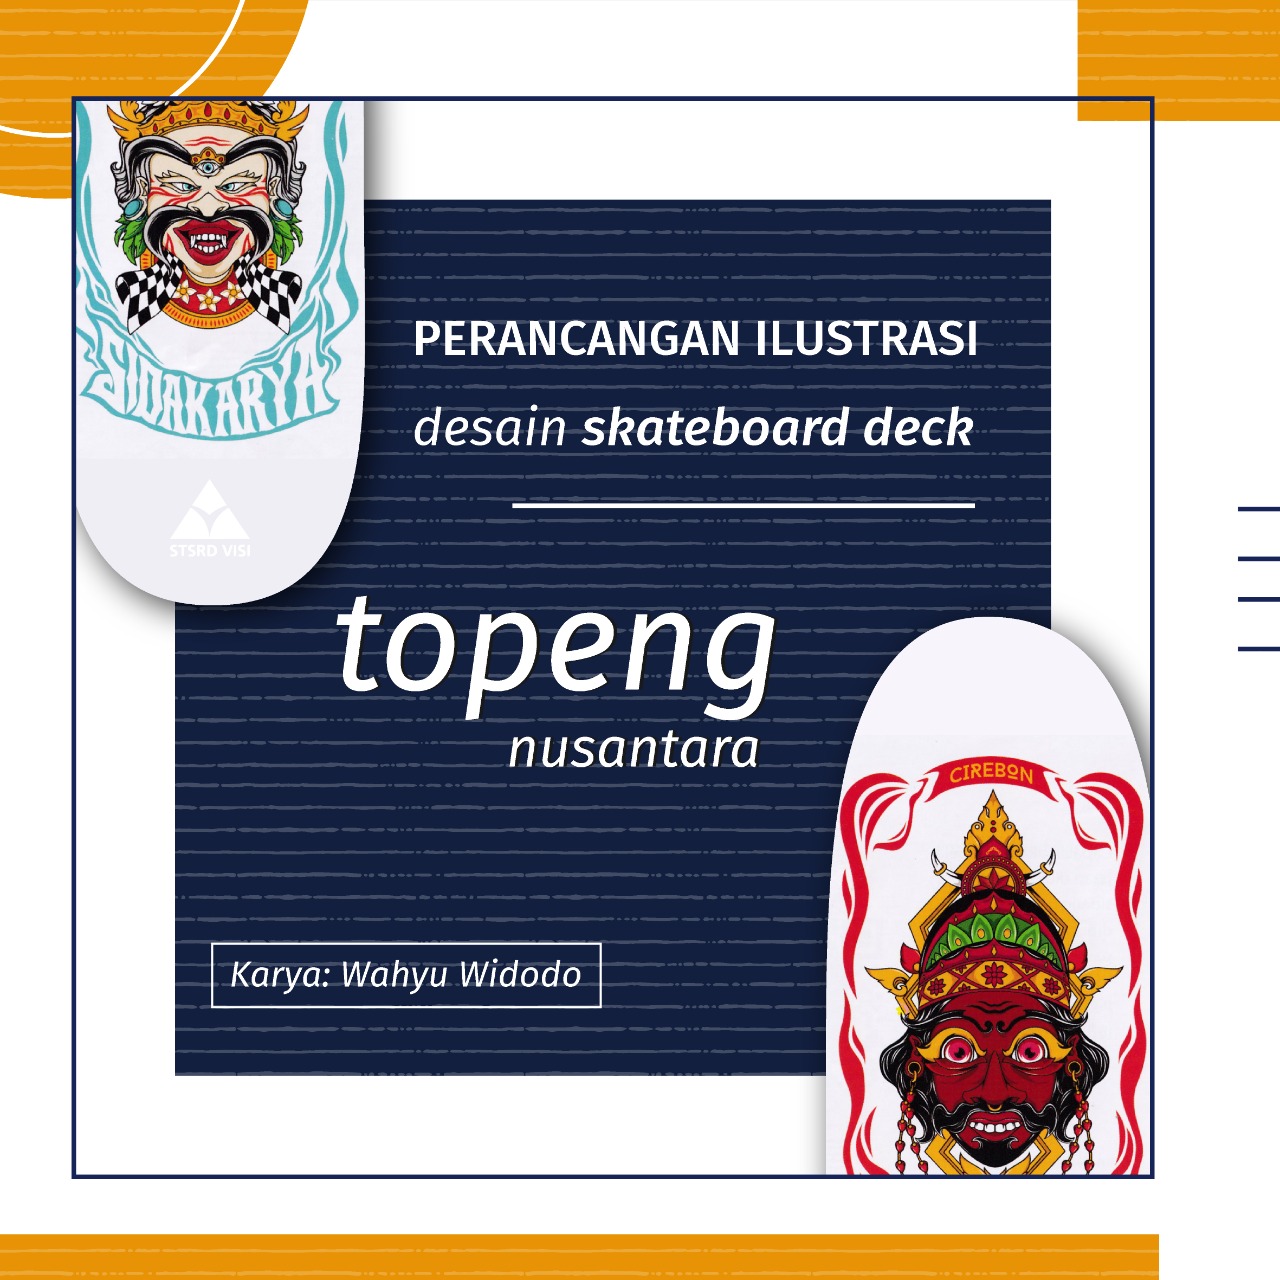 SIDAKARYA
STSRD VISI
PERANCANGAN ILUSTRASI
desain skateboard deck
topeng
nusantara
Karya: Wahyu Widodo
CIREBON